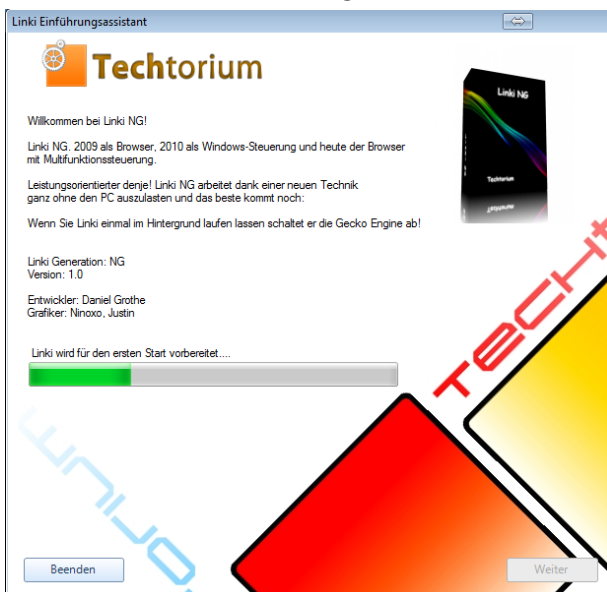 Linki Einführungsassistant
Techtorium
Linki NG
Techtorium
Willkommen bei Linki NG!
Linki NG. 2009 als Browser, 2010 als Windows-Steuerung und heute der Browser
mit Multifunktionssteuerung.
Leistungsorientierter denje! Linki NG arbeitet dank einer neuen Technik
ganz ohne den PC auszulasten und das beste kommt noch:
Wenn Sie Linki einmal im Hintergrund laufen lassen schaltet er die Gecko Engine ab!
Linki Generation: NG
Version: 1.0
Entwickler: Daniel Grothe
Grafiker: Ninoxo, Justin
Linki wird für den ersten Start vorbereitet....
TECHT
Beenden
Weiter